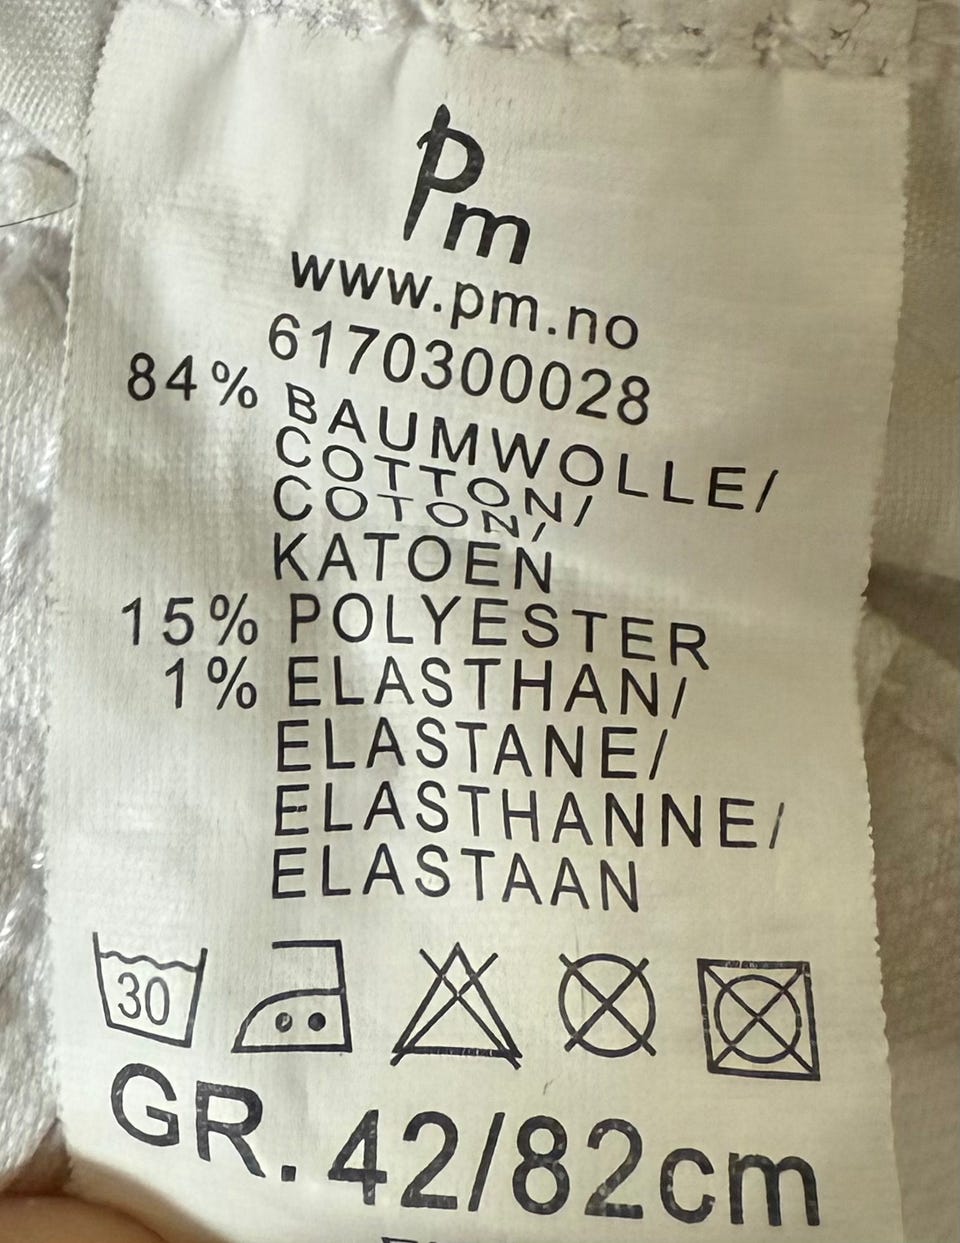 Pm
www.pm.no
6170300028
84% BAUMWOLLE/
COTTON/
COTON/
KATOEN
15% POLYESTER
1% ELASTHAN/
ELASTANE/
ELASTHANNE/
ELASTAAN
30
GR. 42/82cm